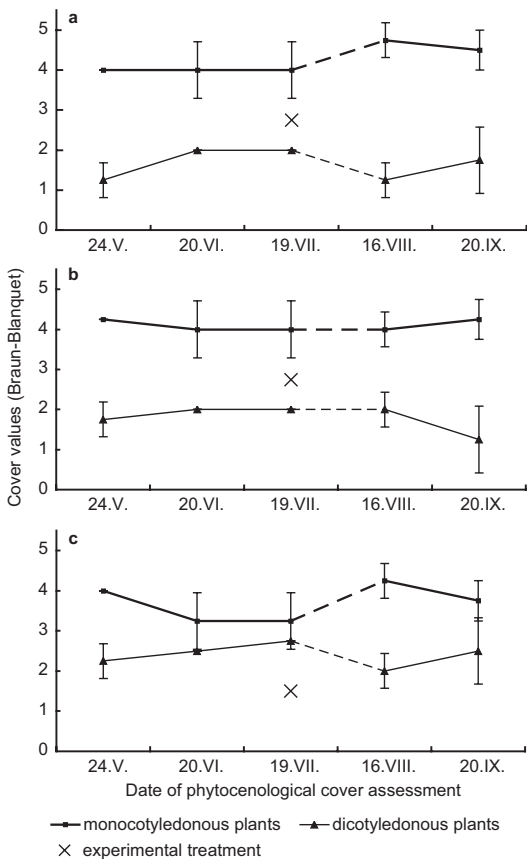 a
5
4
3
2
1
0
24.V. 20.VI. 19.VII. 16.VIII. 20.IX.
b
5
4
3
2
1
0
24.V. 20.VI. 19.VII. 16.VIII. 20.IX.
c
5
4
3
2
1
0
24.V. 20.VI. 19.VII. 16.VIII. 20.IX.
Cover values (Braun-Blanquet)
Date of phytocenological cover assessment
monocotyledonous plants dicotyledonous plants
experimental treatment